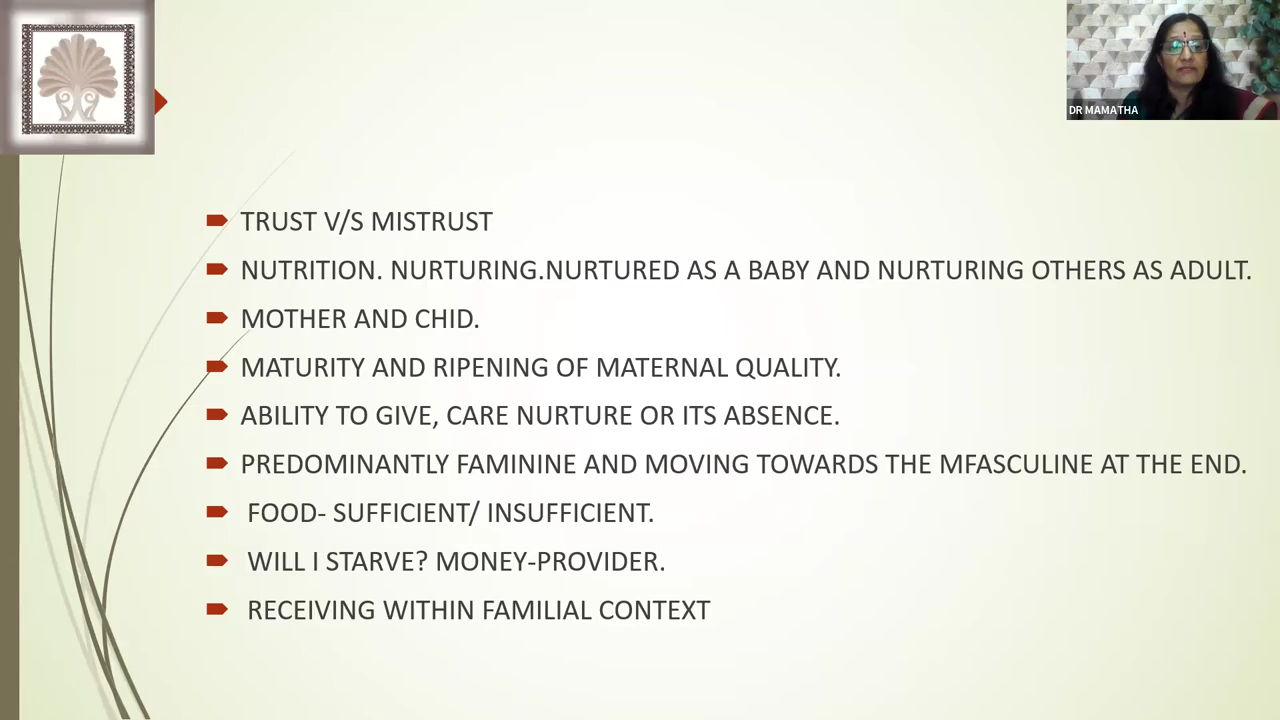 DR MAMATHA
TRUST V/S MISTRUST
NUTRITION. NURTURING.NURTURED AS A BABY AND NURTURING OTHERS AS ADULT.
MOTHER AND CHID.
MATURITY AND RIPENING OF MATERNAL QUALITY.
ABILITY TO GIVE, CARE NURTURE OR ITS ABSENCE.
PREDOMINANTLY FAMININE AND MOVING TOWARDS THE MFASCULINE AT THE END.
FOOD- SUFFICIENT/ INSUFFICIENT.
WILL I STARVE? MONEY-PROVIDER.
RECEIVING WITHIN FAMILIAL CONTEXT